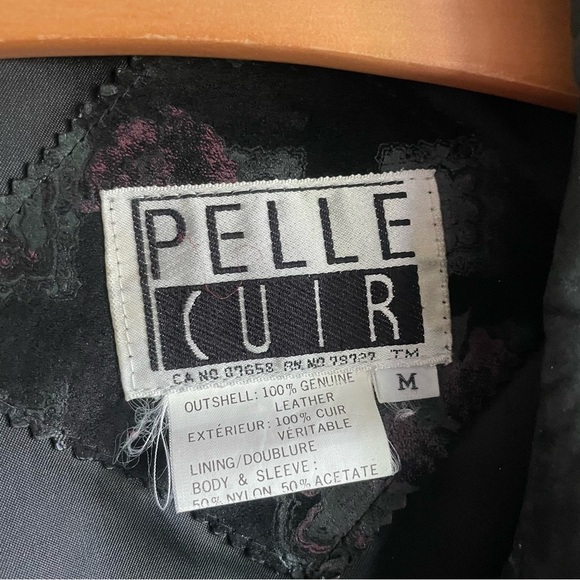 PELLE
CUIR
CA NO 07658 RN NO 79727 TM
M
OUTSHELL: 100% GENUINE
LEATHER
EXTÉRIEUR: 100% CUIR
VÉRITABLE
LINING/DOUBLURE
BODY & SLEEVE:
50% NYLON, 50% ACETATE